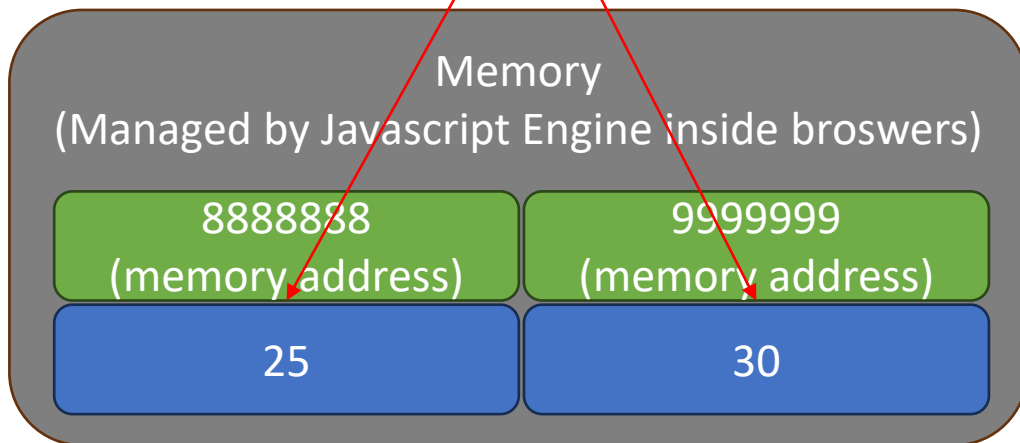 Memory
(Managed by Javascript Engine inside broswers)
8888888
(memory address)
9999999
(memory address)
25
30